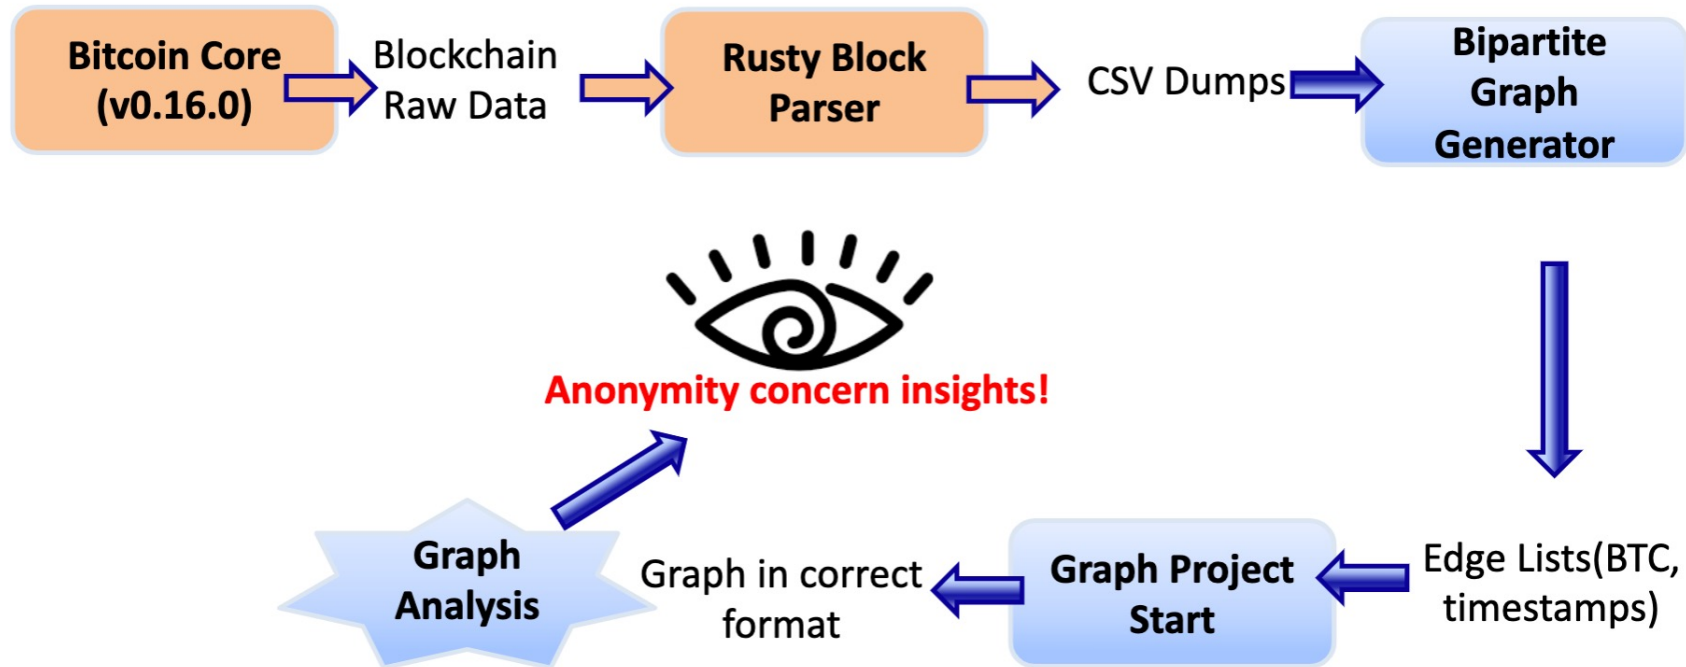 Bitcoin Core
(v0.16.0)
Blockchain
Raw Data
Rusty Block
Parser
CSV Dumps
Bipartite
Graph
Generator
Anonymity concern insights!
Graph
Analysis
Graph in correct
format
Graph Project
Start
Edge Lists(BTC,
timestamps)